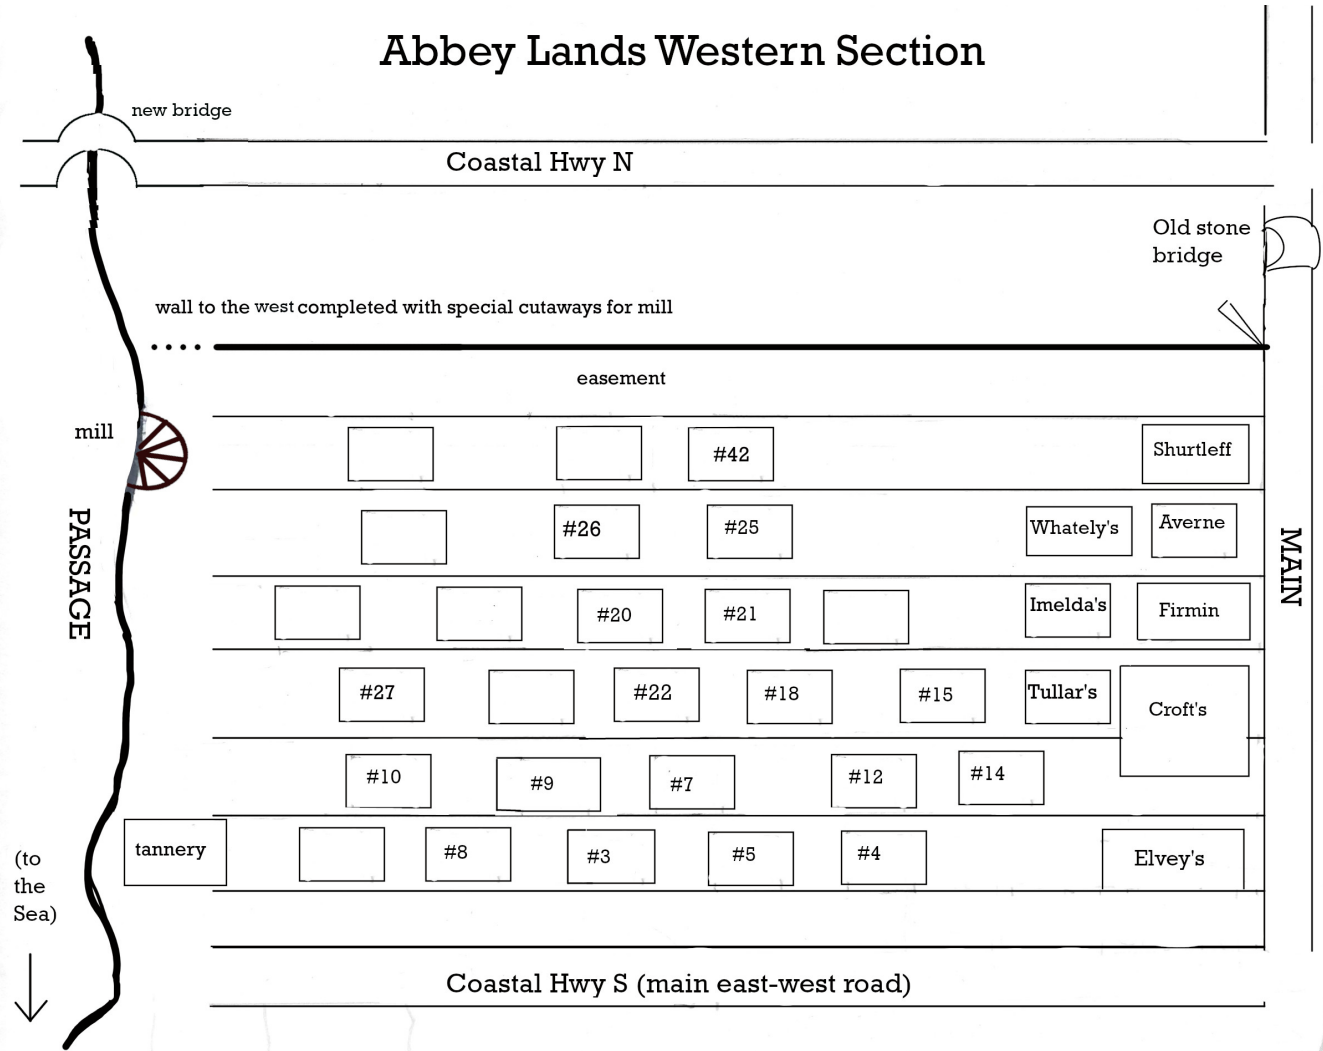 Abbey Lands Western Section
new bridge
Coastal Hwy N
Old stone
bridge
wall to the west completed with special cutaways for mill
easement
mill
#42
Shurtleff
PASSAGE
#26
#25
Whately's
Averne
MAIN
#20
#21
Imelda's
Firmin
#27
#22
#18
#15
Tullar's
Croft's
#10
#9
#7
#12
#14
tannery
#8
#3
#5
#4
Elvey's
(to
the
Sea)
Coastal Hwy S (main east-west road)